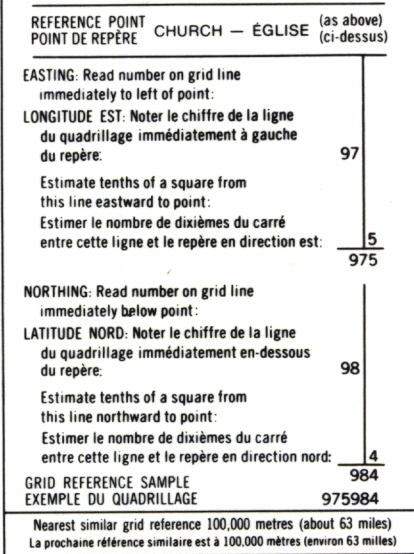 REFERENCE POINT CHURCH — ÉGLISE (as above)
POINT DE REPÈRE (ci-dessus)
EASTING: Read number on grid line
immediately to left of point:
LONGITUDE EST: Noter le chiffre de la ligne
du quadrillage immédiatement à gauche
du repère: 97
Estimate tenths of a square from
this line eastward to point:
Estimer le nombre de dixièmes du carré
entre cette ligne et le repère en direction est: 5
975
NORTHING: Read number on grid line
immediately below point:
LATITUDE NORD: Noter le chiffre de la ligne
du quadrillage immédiatement en-dessous
du repère: 98
Estimate tenths of a square from
this line northward to point:
Estimer le nombre de dixièmes du carré
entre cette ligne et le repère en direction nord: 4
GRID REFERENCE SAMPLE 984
EXEMPLE DU QUADRILLAGE 975984
Nearest similar grid reference 100,000 metres (about 63 miles)
La prochaine référence similaire est à 100,000 mètres (environ 63 milles)